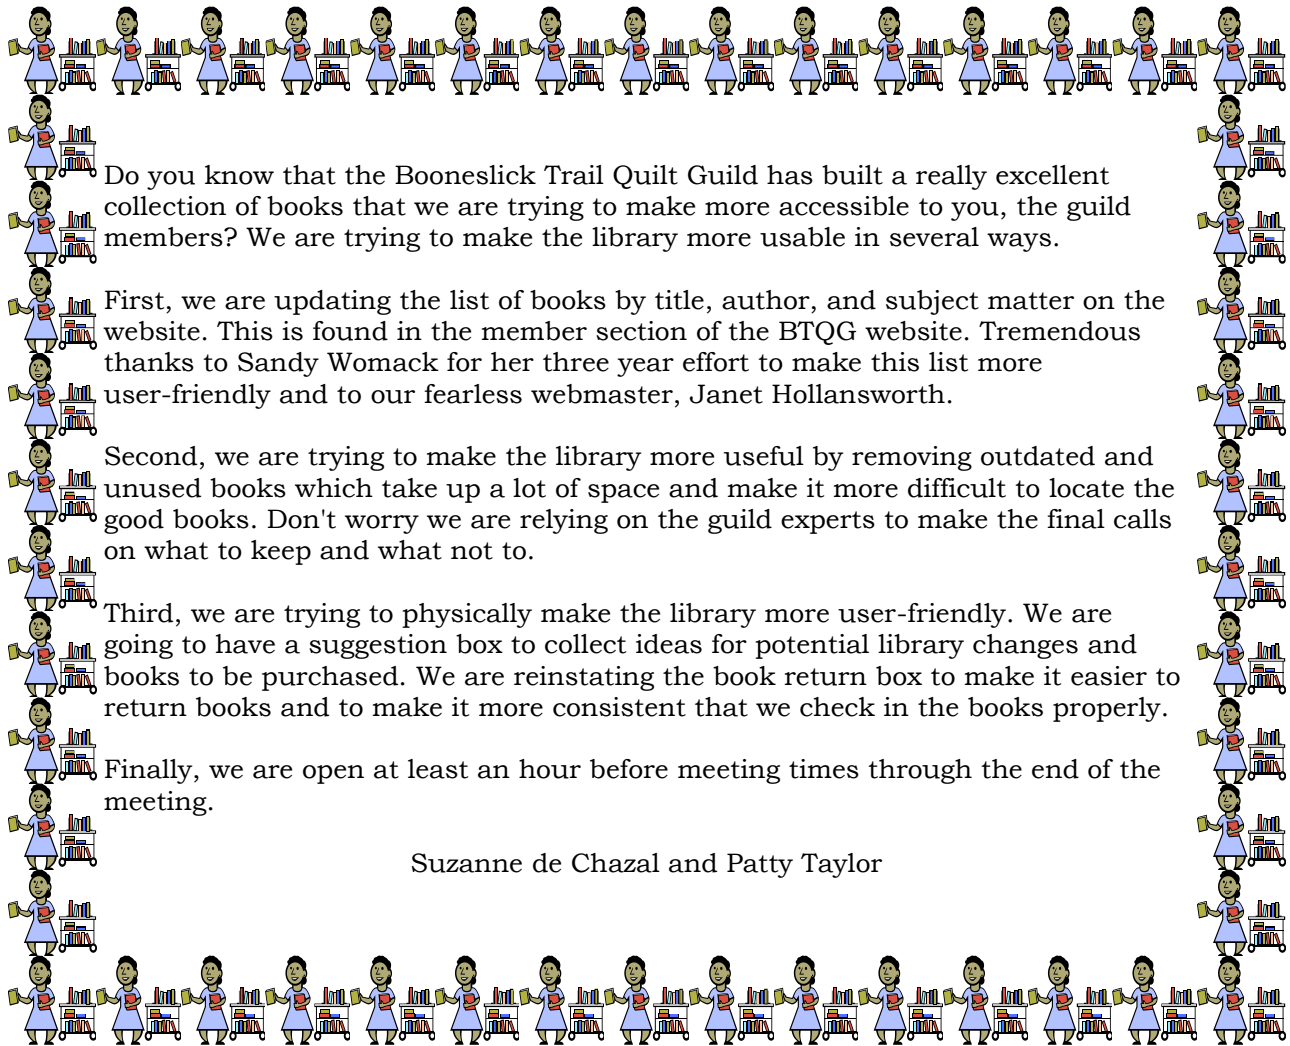 Do you know that the Booneslick Trail Quilt Guild has built a really excellent
collection of books that we are trying to make more accessible to you, the guild
members? We are trying to make the library more usable in several ways.
First, we are updating the list of books by title, author, and subject matter on the
website. This is found in the member section of the BTQG website. Tremendous
thanks to Sandy Womack for her three year effort to make this list more
user-friendly and to our fearless webmaster, Janet Hollansworth.
Second, we are trying to make the library more useful by removing outdated and
unused books which take up a lot of space and make it more difficult to locate the
good books. Don't worry we are relying on the guild experts to make the final calls
on what to keep and what not to.
Third, we are trying to physically make the library more user-friendly. We are
going to have a suggestion box to collect ideas for potential library changes and
books to be purchased. We are reinstating the book return box to make it easier to
return books and to make it more consistent that we check in the books properly.
Finally, we are open at least an hour before meeting times through the end of the
meeting.
Suzanne de Chazal and Patty Taylor